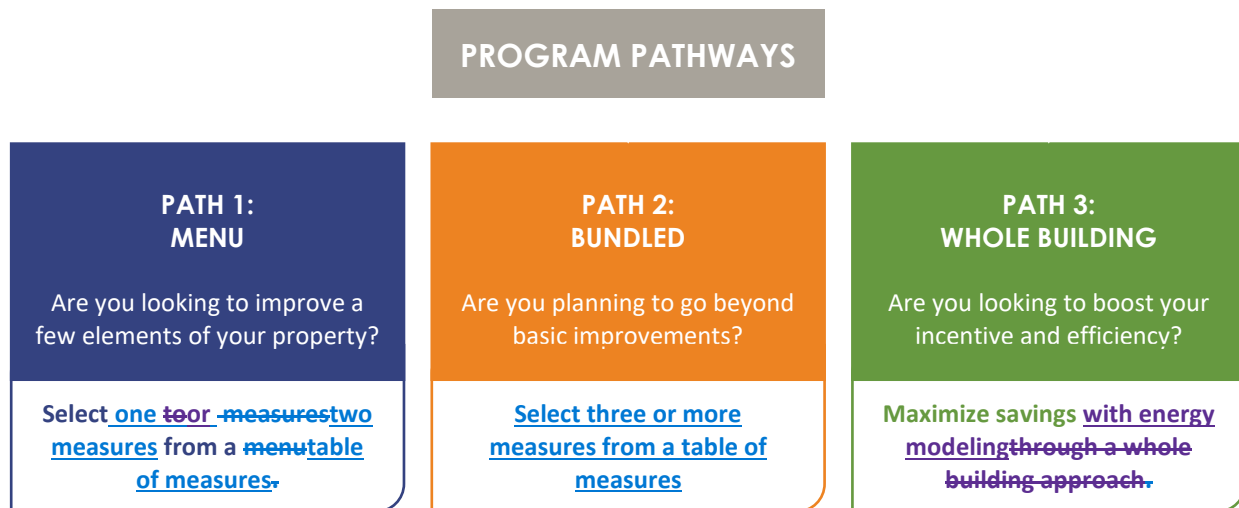 PROGRAM PATHWAYS
PATH 1:
MENU
Are you looking to improve a
few elements of your property?
Select one toor measurestwo
measures from a menutable
of measures.
PATH 2:
BUNDLED
Are you planning to go beyond
basic improvements?
Select three or more
measures from a table of
measures
PATH 3:
WHOLE BUILDING
Are you looking to boost your
incentive and efficiency?
Maximize savings with energy
modelingthrough a whole
building approach.